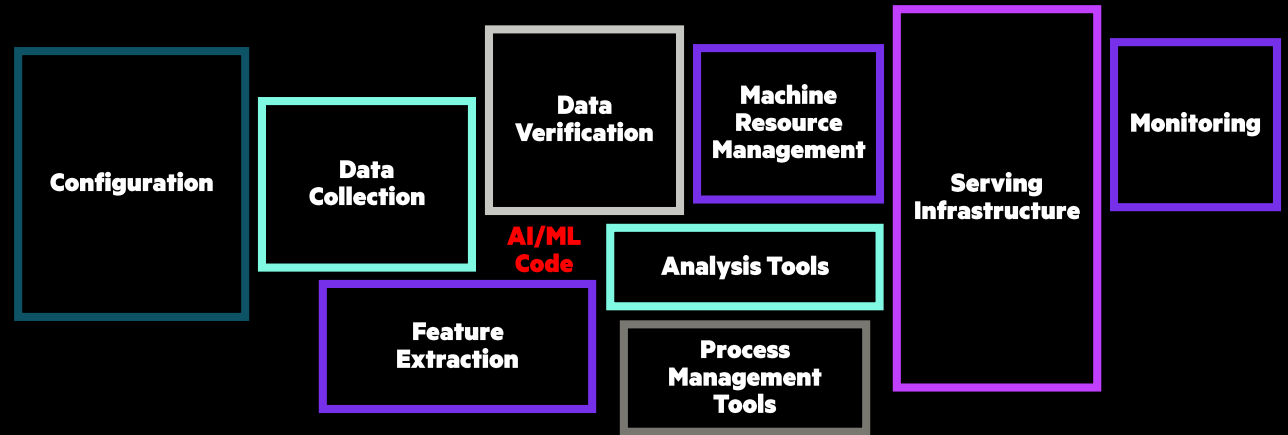 Configuration
Data
Collection
Data
Verification
AI/ML
Code
Feature
Extraction
Machine
Resource
Management
Analysis Tools
Process
Management
Tools
Serving
Infrastructure
Monitoring